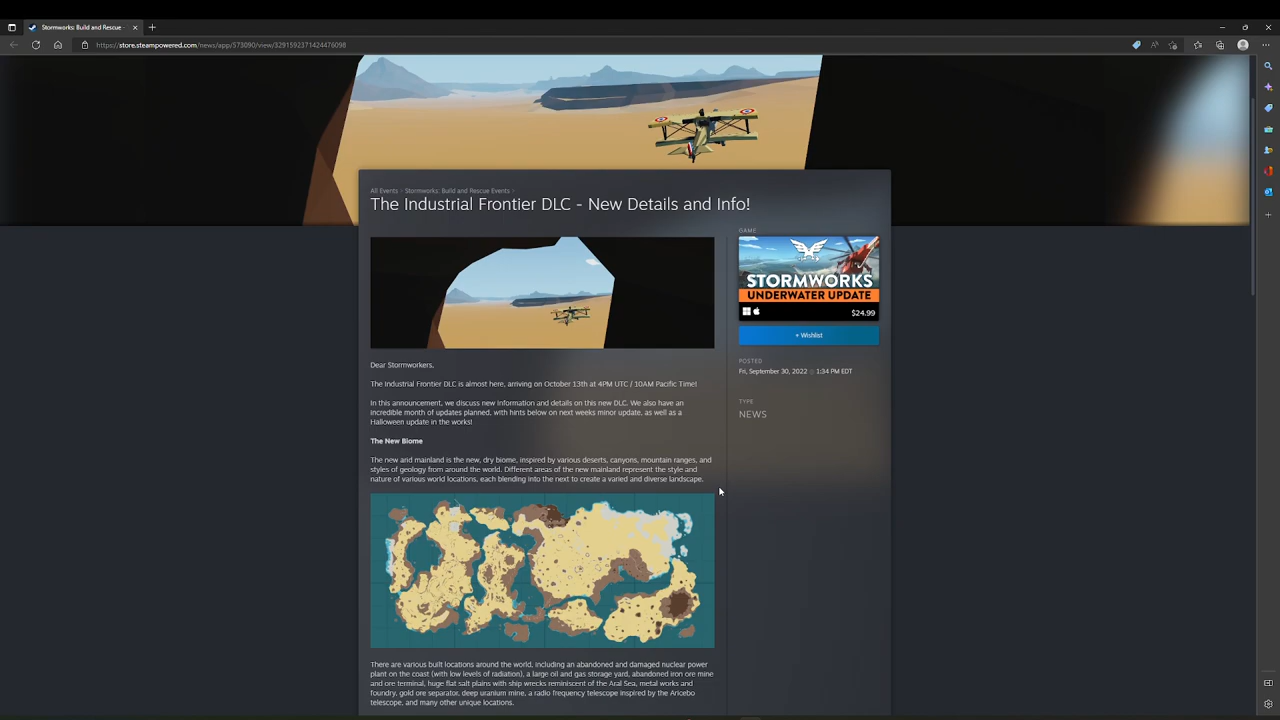 Stormworks: Build and Rescue -
https://store.steampowered.com/news/app/573090/view/3291592371424476098
All Events > Stormworks: Build and Rescue Events >
The Industrial Frontier DLC - New Details and Info!
GAME
STORMWORKS
UNDERWATER UPDATE
$24.99
+ Wishlist
POSTED
Fri, September 30, 2022 @ 1:34 PM EDT
TYPE
NEWS
Dear Stormworkers,
The Industrial Frontier DLC is almost here, arriving on October 13th at 4PM UTC / 10AM Pacific Time!
In this announcement, we discuss new information and details on this new DLC. We also have an
incredible month of updates planned, with hints below on next weeks minor update, as well as a
Halloween update in the works!
The New Biome
The new arid mainland is the new, dry biome, inspired by various deserts, canyons, mountain ranges, and
styles of geology from around the world. Different areas of the new mainland represent the style and
nature of various world locations, each blending into the next to create a varied and diverse landscape.
There are various built locations around the world, including an abandoned and damaged nuclear power
plant on the coast (with low levels of radiation), a large oil and gas storage yard, abandoned iron ore mine
and ore terminal, huge flat salt plains with ship wrecks reminiscent of the Aral Sea, metal works and
foundry, gold ore separator, deep uranium mine, a radio frequency telescope inspired by the Aricebo
telescope, and many other unique locations.